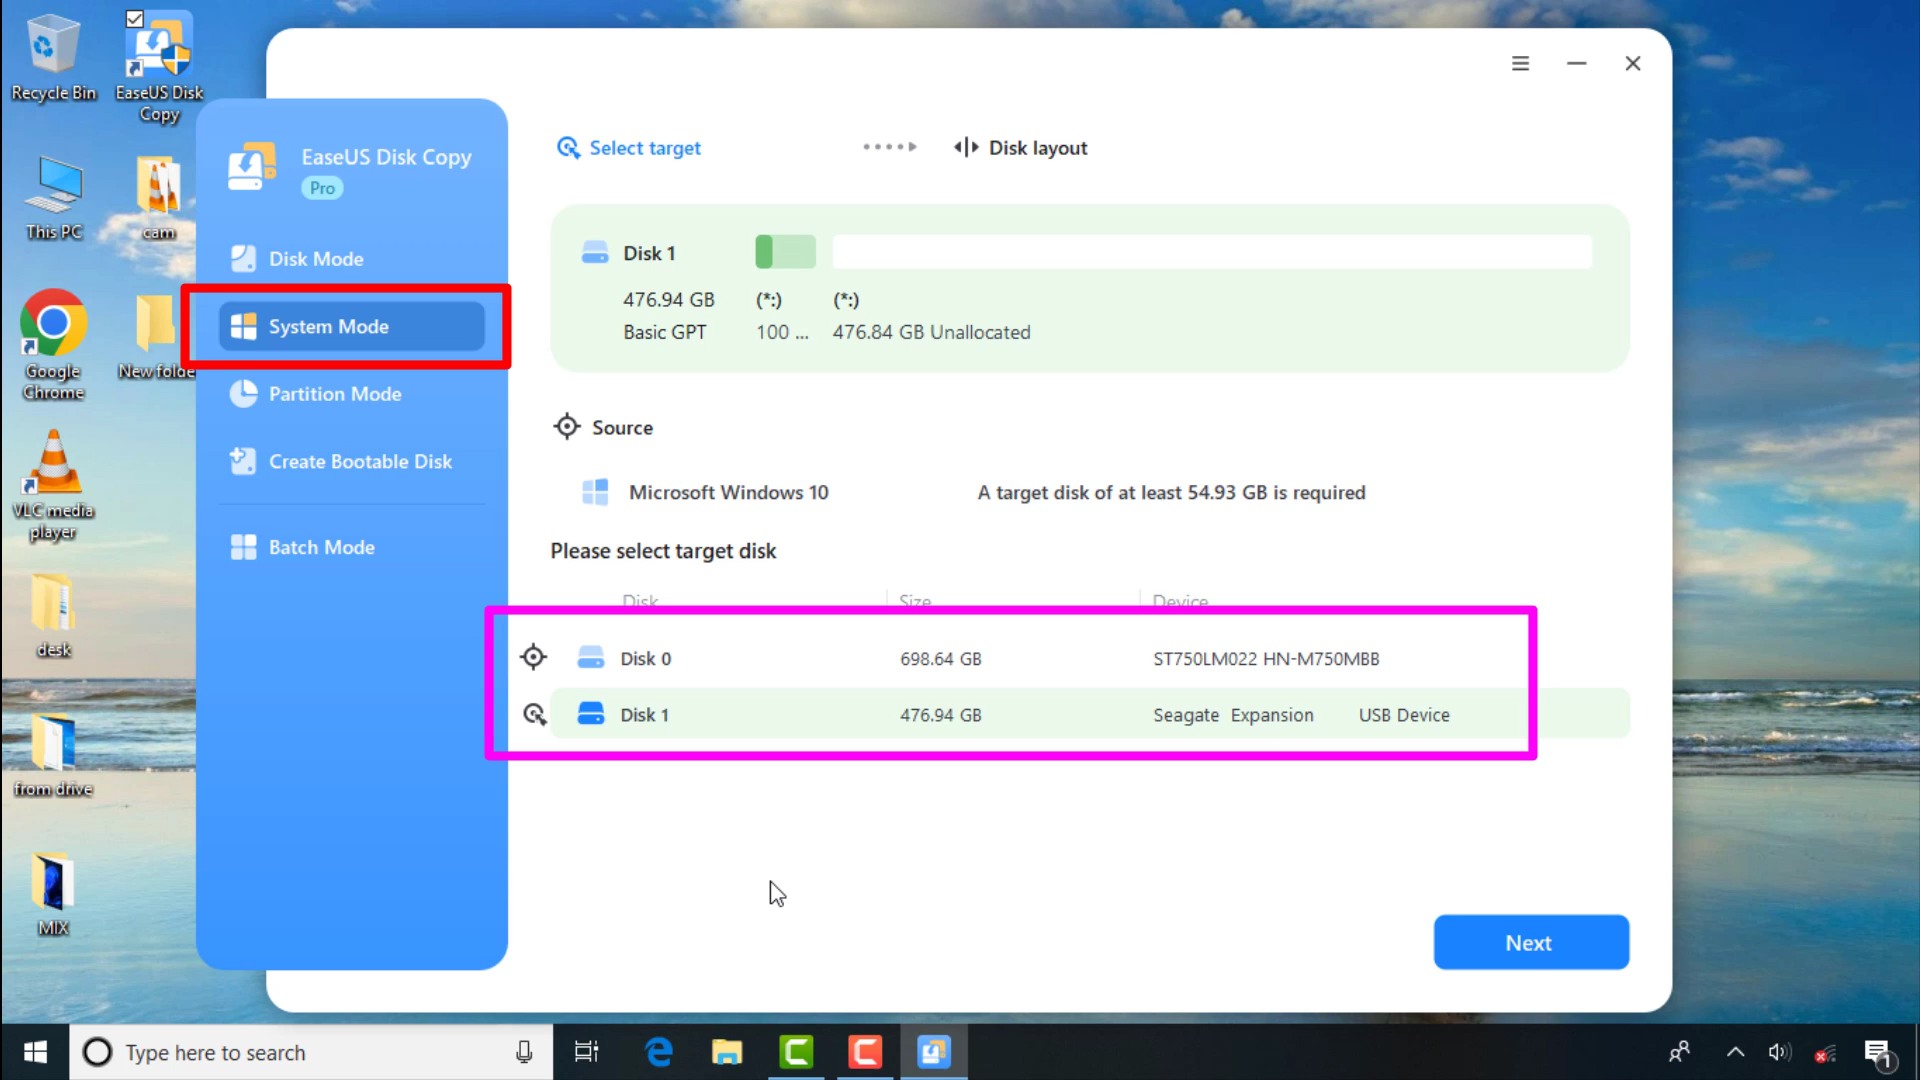 Recycle Bin
EaseUS Disk
Copy
This PC
cam
Google
Chrome
New folde
VLC media
player
desk
from drive
MIX
EaseUS Disk Copy
Pro
Disk Mode
System Mode
Partition Mode
Create Bootable Disk
Batch Mode
Select target
Disk layout
Disk 1
476.94 GB (*:) (*:)
Basic GPT 100 ... 476.84 GB Unallocated
Source
Microsoft Windows 10 A target disk of at least 54.93 GB is required
Please select target disk
Disk Size Device
Disk 0 698.64 GB ST750LM022 HN-M750MBB
Disk 1 476.94 GB Seagate Expansion USB Device
Next
Type here to search
1